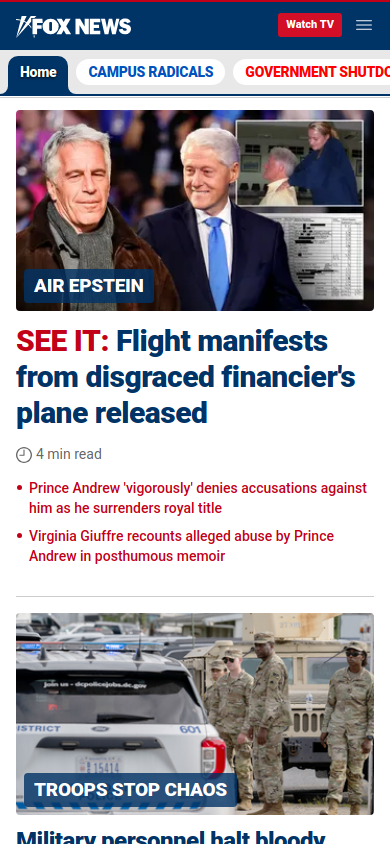 FOX NEWS
Watch TV
Home
CAMPUS RADICALS
GOVERNMENT SHUTDO
AIR EPSTEIN
SEE IT: Flight manifests
from disgraced financier's
plane released
4 min read
Prince Andrew 'vigorously' denies accusations against
him as he surrenders royal title
Virginia Giuffre recounts alleged abuse by Prince
Andrew in posthumous memoir
Join us - dcpolicejobs.dc.gov
ISTRICT
601
TROOPS STOP CHAOS
Military personnel halt bloody